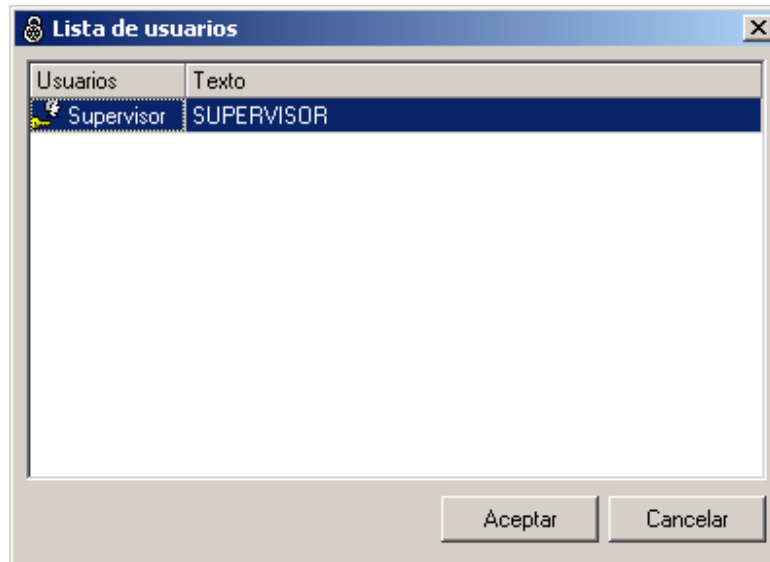 Lista de usuarios
Usuarios Texto
Supervisor SUPERVISOR
Aceptar Cancelar